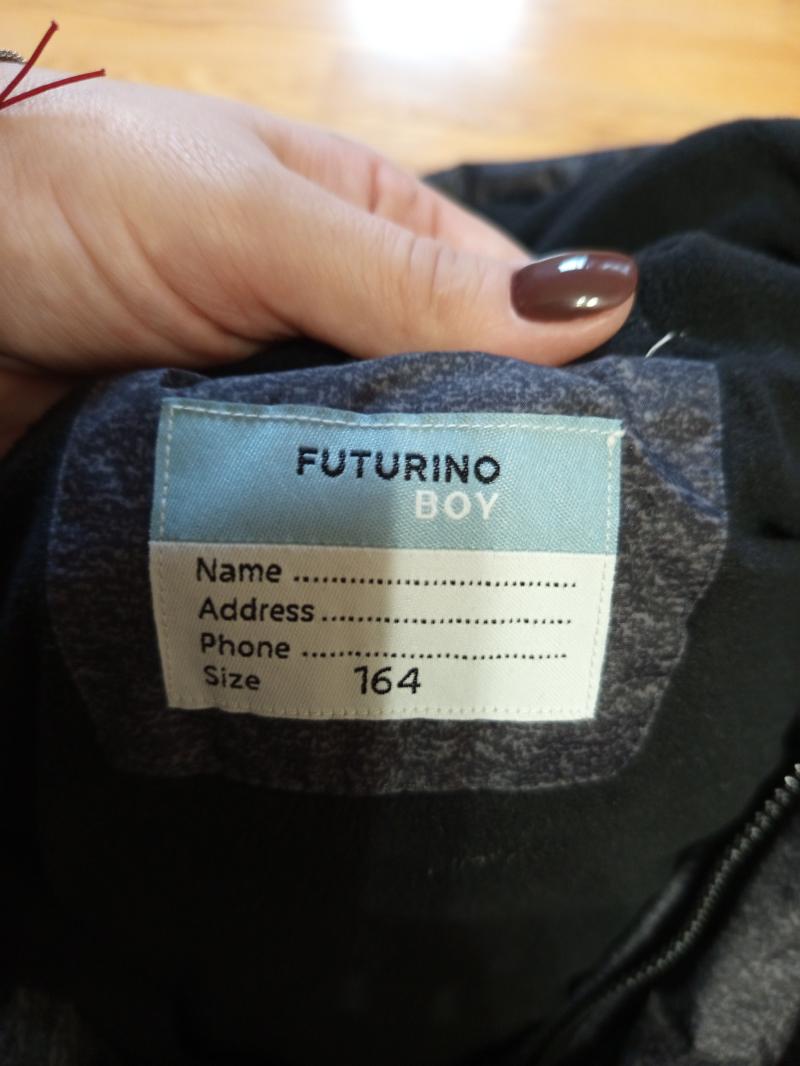 FUTURINO
BOY
Name ..............................
Address ..........................
Phone ............................
Size 164